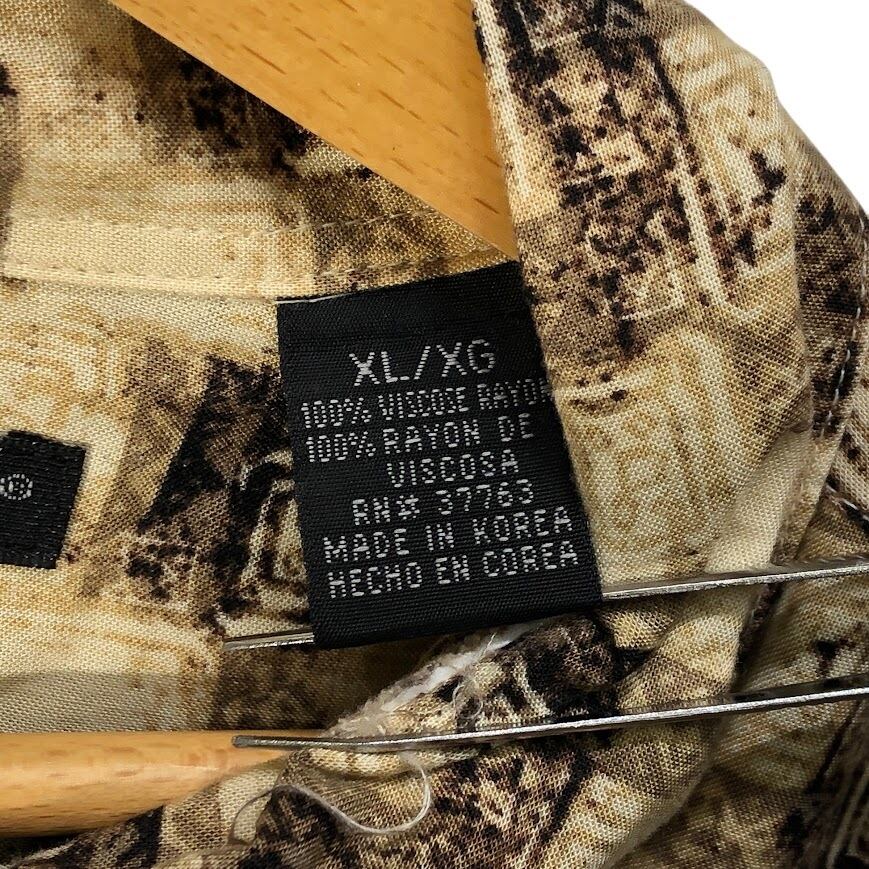 XL/XG
100% VISCOSE RAYON
100% RAYON DE
VISCOSA
RN# 37763
MADE IN KOREA
HECHO EN COREA
®